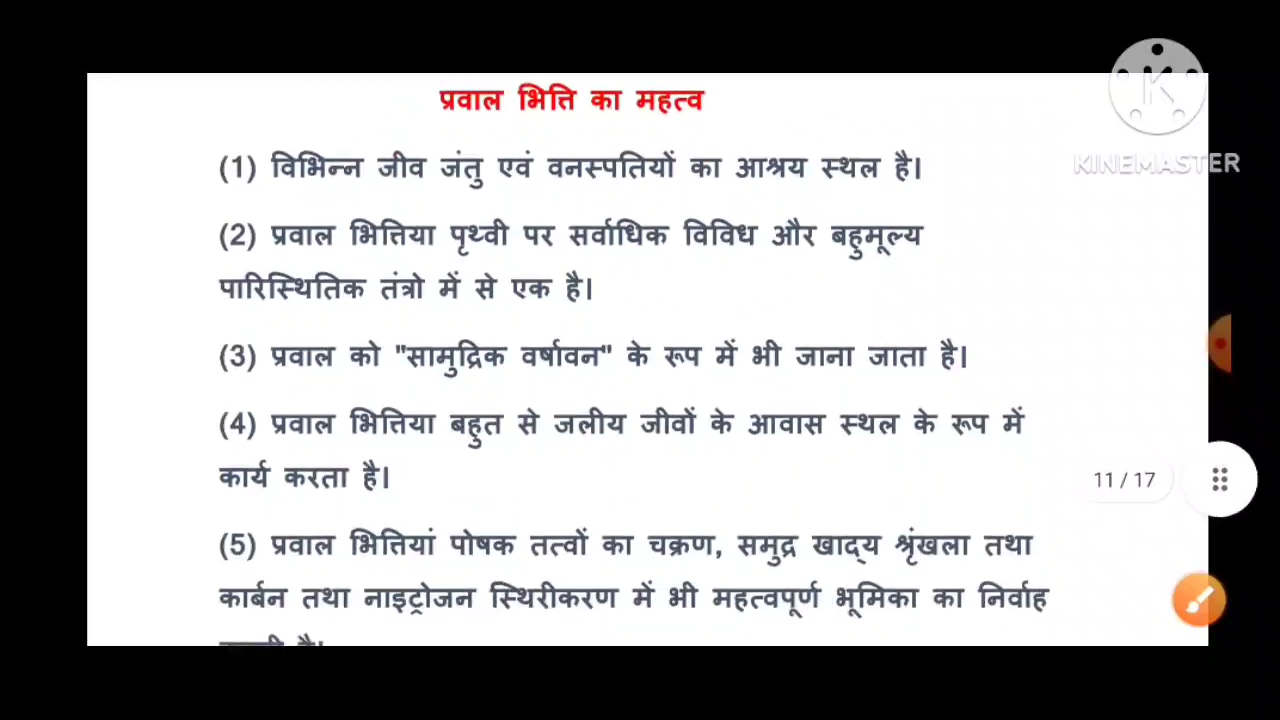 प्रवाल भित्ति का महत्व
(1) विभिन्न जीव जंतु एवं वनस्पतियों का आश्रय स्थल है।
(2) प्रवाल भित्तिया पृथ्वी पर सर्वाधिक विविध और बहुमूल्य
पारिस्थितिक तंत्रो में से एक है।
(3) प्रवाल को "सामुद्रिक वर्षावन" के रूप में भी जाना जाता है।
(4) प्रवाल भित्तिया बहुत से जलीय जीवों के आवास स्थल के रूप में
कार्य करता है।
(5) प्रवाल भित्तियां पोषक तत्वों का चक्रण, समुद्र खाद्य श्रृंखला तथा
कार्बन तथा नाइट्रोजन स्थिरीकरण में भी महत्वपूर्ण भूमिका का निर्वाह
है।
K
KINEMASTER
11 / 17